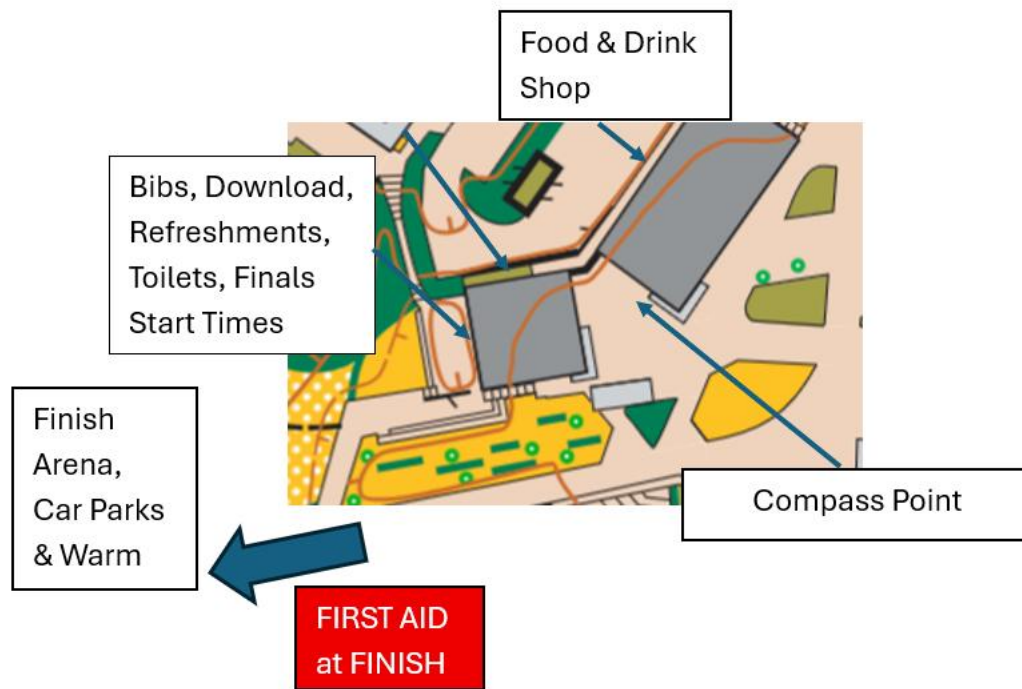 Food & Drink
Shop
Bibs, Download,
Refreshments,
Toilets, Finals
Start Times
Finish
Arena,
Car Parks
& Warm
Compass Point
FIRST AID
at FINISH